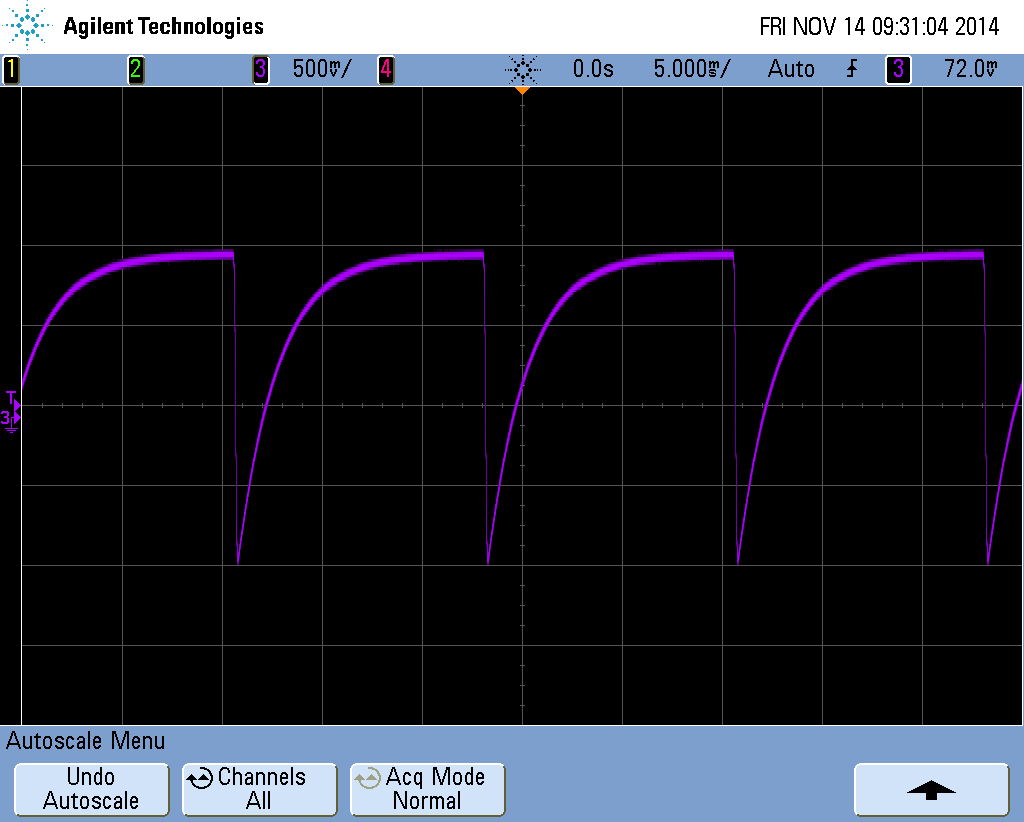 Agilent Technologies
FRI NOV 14 09:31:04 2014
1 2 3 500mV/ 4 0.0s 5.000ms/ Auto 3 72.0mV
T
3
Autoscale Menu
Undo Autoscale
Channels All
Acq Mode Normal